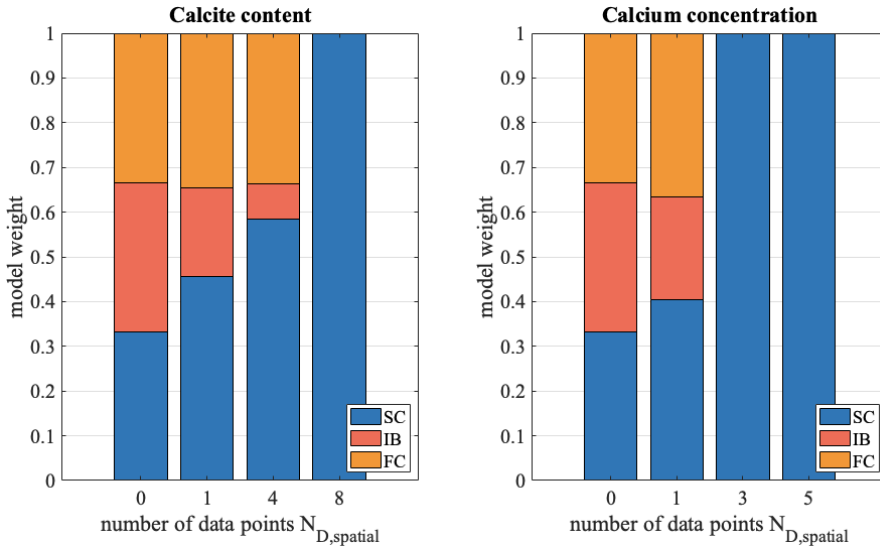 Calcite content
1
0.9
0.8
0.7
0.6
0.5
0.4
0.3
0.2
0.1
0
model weight
0 1 4 8
number of data points N_D,spatial
SC
IB
FC
Calcium concentration
1
0.9
0.8
0.7
0.6
0.5
0.4
0.3
0.2
0.1
0
model weight
0 1 3 5
number of data points N_D,spatial
SC
IB
FC